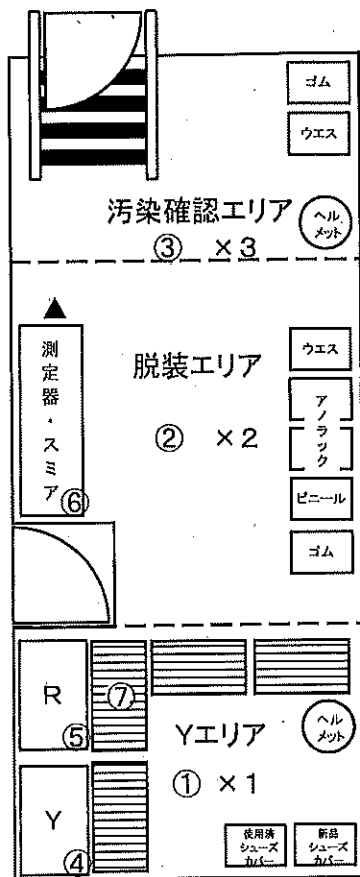 ゴム
ウエス
汚染確認エリア
ヘル
メット
③ ×3
測定器・スミア
⑥
脱装エリア
② ×2
ウエス
アノラック
ビニール
ゴム
R
⑤
⑦
Yエリア
ヘル
メット
① ×1
Y
④
使用済
シューズ
カバー
新品
シューズ
カバー